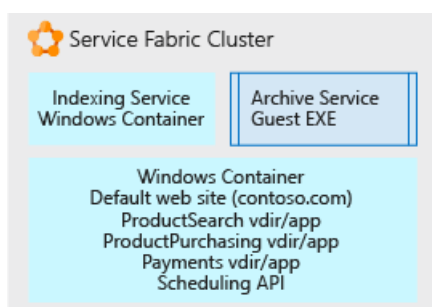 Service Fabric Cluster
Indexing Service
Windows Container
Archive Service
Guest EXE
Windows Container
Default web site (contoso.com)
ProductSearch vdir/app
ProductPurchasing vdir/app
Payments vdir/app
Scheduling API